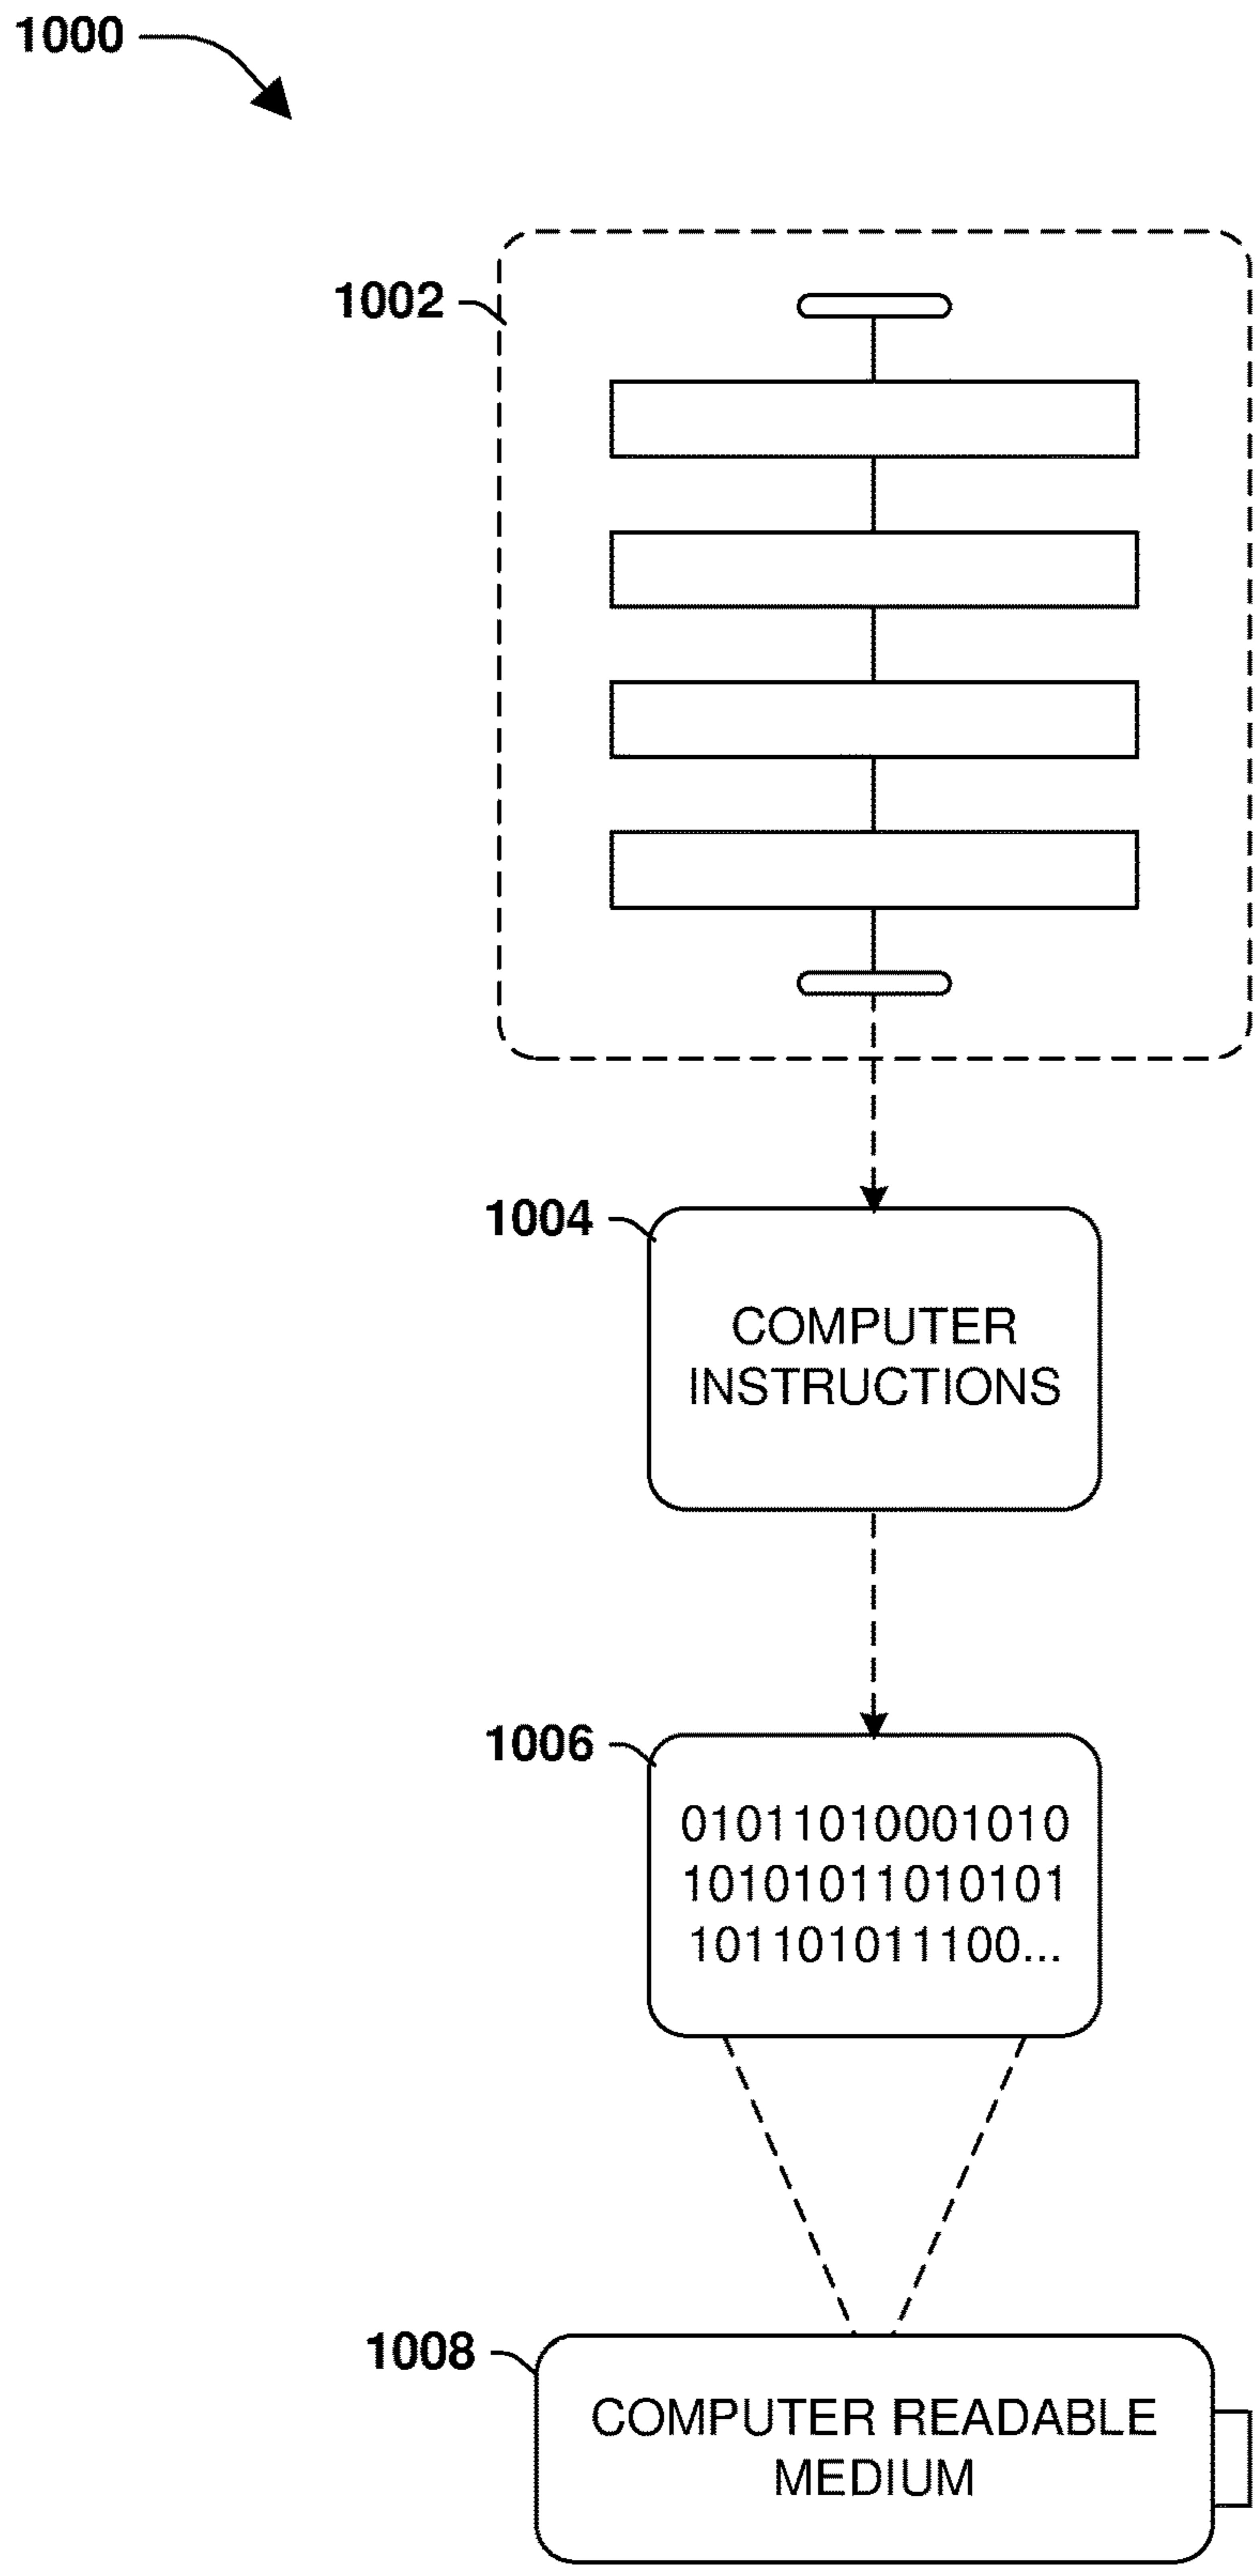 1000
1002
1004
COMPUTER
INSTRUCTIONS
1006
01011010001010
10101011010101
101101011100...
1008
COMPUTER READABLE
MEDIUM